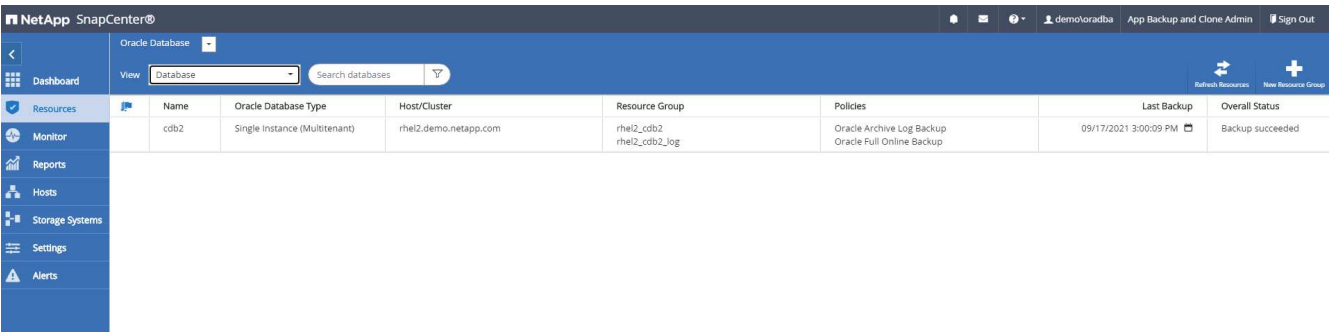 NetApp SnapCenter®
demo\oradba App Backup and Clone Admin Sign Out
Oracle Database
View Database Search databases
Refresh Resources New Resource Group
Dashboard
Resources
Monitor
Reports
Hosts
Storage Systems
Settings
Alerts
Name Oracle Database Type Host/Cluster Resource Group Policies Last Backup Overall Status
cdb2 Single Instance (Multitenant) rhel2.demo.netapp.com rhel2_cdb2 Oracle Archive Log Backup 09/17/2021 3:00:09 PM Backup succeeded
rhel2_cdb2_log Oracle Full Online Backup